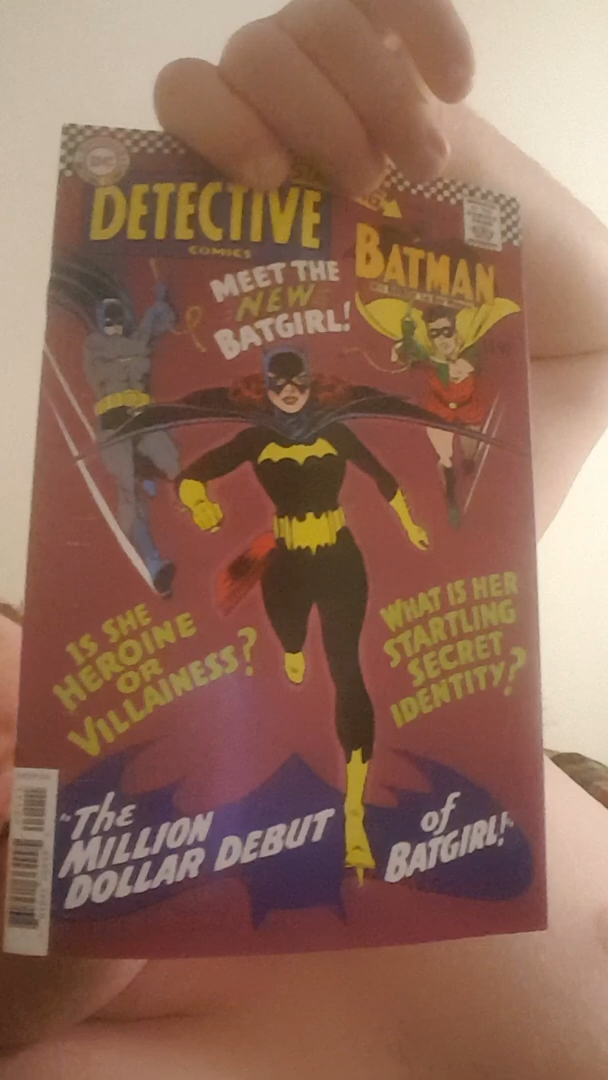 DC
DETECTIVE
COMICS
BATMAN
MEET THE
NEW
BATGIRL!
IS SHE
HEROINE
OR
VILLAINESS?
WHAT IS HER
STARTLING
SECRET
IDENTITY?
"The
MILLION
DOLLAR DEBUT
of
BATGIRL!"